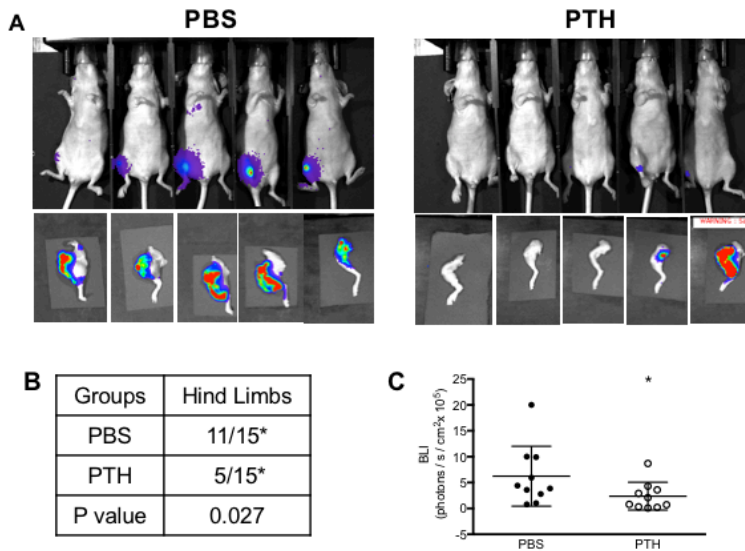 A
PBS
PTH
B
Groups Hind Limbs
PBS 11/15*
PTH 5/15*
P value 0.027
C
BLI
(photons / s / cm²x 10⁵)
25
20
15
10
5
0
-5
*
PBS
PTH